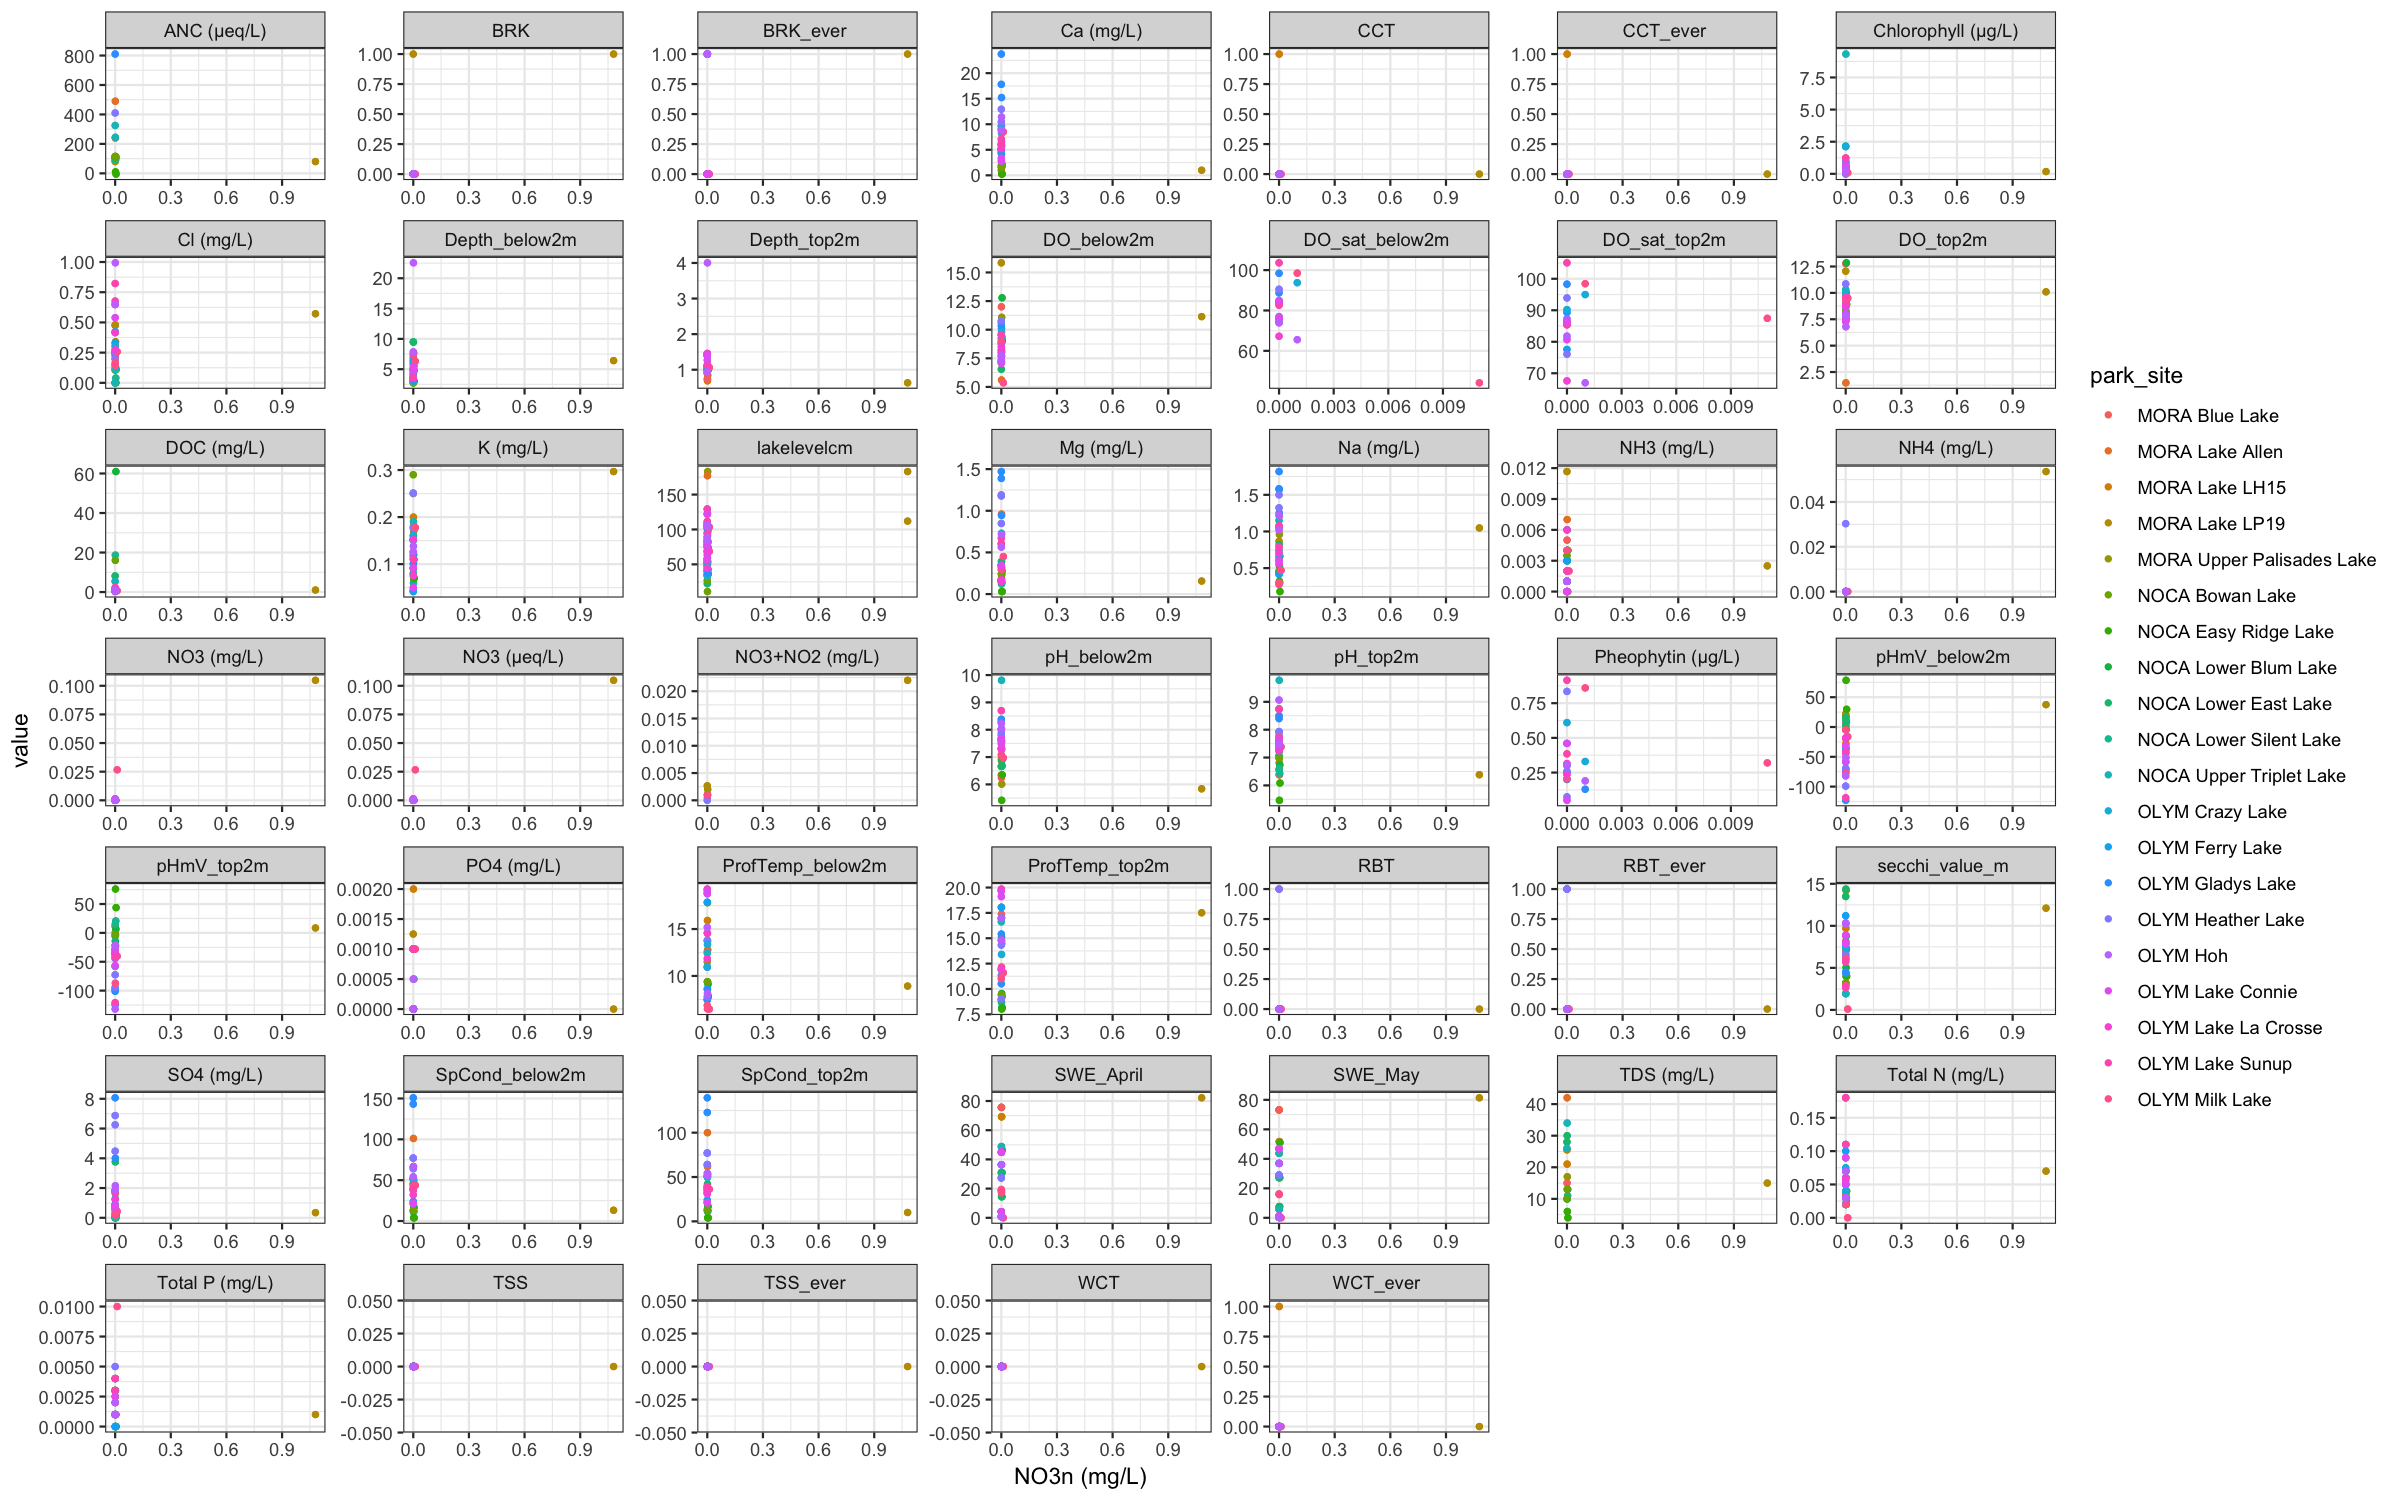 ANC (µeq/L) BRK BRK_ever Ca (mg/L) CCT CCT_ever Chlorophyll (µg/L)
800 600 400 200 0
1.00 0.75 0.50 0.25 0.00
1.00 0.75 0.50 0.25 0.00
20 15 10 5 0
1.00 0.75 0.50 0.25 0.00
1.00 0.75 0.50 0.25 0.00
7.5 5.0 2.5 0.0
0.0 0.3 0.6 0.9 0.0 0.3 0.6 0.9 0.0 0.3 0.6 0.9 0.0 0.3 0.6 0.9 0.0 0.3 0.6 0.9 0.0 0.3 0.6 0.9 0.0 0.3 0.6 0.9
Cl (mg/L) Depth_below2m Depth_top2m DO_below2m DO_sat_below2m DO_sat_top2m DO_top2m
1.00 0.75 0.50 0.25 0.00
20 15 10 5
4 3 2 1
15.0 12.5 10.0 7.5 5.0
100 80 60
100 90 80 70
12.5 10.0 7.5 5.0 2.5
0.0 0.3 0.6 0.9 0.0 0.3 0.6 0.9 0.0 0.3 0.6 0.9 0.0 0.3 0.6 0.9 0.000 0.003 0.006 0.009 0.000 0.003 0.006 0.009 0.0 0.3 0.6 0.9
DOC (mg/L) K (mg/L) lakelevelcm Mg (mg/L) Na (mg/L) NH3 (mg/L) NH4 (mg/L)
60 40 20 0
0.3 0.2 0.1
150 100 50
1.5 1.0 0.5 0.0
1.5 1.0 0.5
0.012 0.009 0.006 0.003 0.000
0.04 0.02 0.00
0.0 0.3 0.6 0.9 0.0 0.3 0.6 0.9 0.0 0.3 0.6 0.9 0.0 0.3 0.6 0.9 0.0 0.3 0.6 0.9 0.0 0.3 0.6 0.9 0.0 0.3 0.6 0.9
NO3 (mg/L) NO3 (µeq/L) NO3+NO2 (mg/L) pH_below2m pH_top2m Pheophytin (µg/L) pHmV_below2m
0.100 0.075 0.050 0.025 0.000
0.100 0.075 0.050 0.025 0.000
0.020 0.015 0.010 0.005 0.000
10 9 8 7 6
9 8 7 6
0.75 0.50 0.25
50 0 -50 -100
0.0 0.3 0.6 0.9 0.0 0.3 0.6 0.9 0.0 0.3 0.6 0.9 0.0 0.3 0.6 0.9 0.0 0.3 0.6 0.9 0.000 0.003 0.006 0.009 0.0 0.3 0.6 0.9
pHmV_top2m PO4 (mg/L) ProfTemp_below2m ProfTemp_top2m RBT RBT_ever secchi_value_m
50 0 -50 -100
0.0020 0.0015 0.0010 0.0005 0.0000
15 10
20.0 17.5 15.0 12.5 10.0 7.5
1.00 0.75 0.50 0.25 0.00
1.00 0.75 0.50 0.25 0.00
15 10 5 0
0.0 0.3 0.6 0.9 0.0 0.3 0.6 0.9 0.0 0.3 0.6 0.9 0.0 0.3 0.6 0.9 0.0 0.3 0.6 0.9 0.0 0.3 0.6 0.9 0.0 0.3 0.6 0.9
SO4 (mg/L) SpCond_below2m SpCond_top2m SWE_April SWE_May TDS (mg/L) Total N (mg/L)
8 6 4 2 0
150 100 50 0
100 50 0
80 60 40 20 0
80 60 40 20 0
40 30 20 10
0.15 0.10 0.05 0.00
0.0 0.3 0.6 0.9 0.0 0.3 0.6 0.9 0.0 0.3 0.6 0.9 0.0 0.3 0.6 0.9 0.0 0.3 0.6 0.9 0.0 0.3 0.6 0.9 0.0 0.3 0.6 0.9
Total P (mg/L) TSS TSS_ever WCT WCT_ever
0.0100 0.0075 0.0050 0.0025 0.0000
0.050 0.025 0.000 -0.025 -0.050
0.050 0.025 0.000 -0.025 -0.050
0.050 0.025 0.000 -0.025 -0.050
1.00 0.75 0.50 0.25 0.00
0.0 0.3 0.6 0.9 0.0 0.3 0.6 0.9 0.0 0.3 0.6 0.9 0.0 0.3 0.6 0.9 0.0 0.3 0.6 0.9
value
NO3n (mg/L)
park_site
MORA Blue Lake
MORA Lake Allen
MORA Lake LH15
MORA Lake LP19
MORA Upper Palisades Lake
NOCA Bowan Lake
NOCA Easy Ridge Lake
NOCA Lower Blum Lake
NOCA Lower East Lake
NOCA Lower Silent Lake
NOCA Upper Triplet Lake
OLYM Crazy Lake
OLYM Ferry Lake
OLYM Gladys Lake
OLYM Heather Lake
OLYM Hoh
OLYM Lake Connie
OLYM Lake La Crosse
OLYM Lake Sunup
OLYM Milk Lake